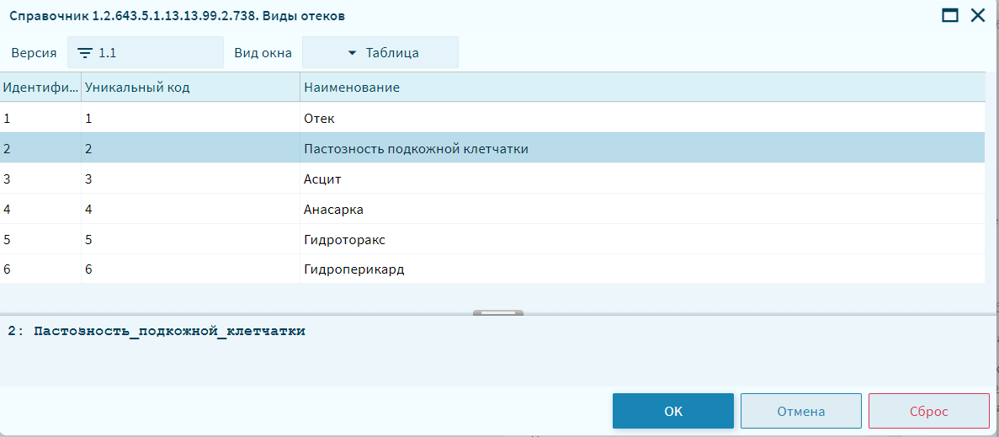 Справочник 1.2.643.5.1.13.13.99.2.738. Виды отеков
Версия 1.1 Вид окна Таблица
Идентифи... Уникальный код Наименование
1 1 Отек
2 2 Пастозность подкожной клетчатки
3 3 Асцит
4 4 Анасарка
5 5 Гидроторакс
6 6 Гидроперикард
2: Пастозность_подкожной_клетчатки
OK Отмена Сброс